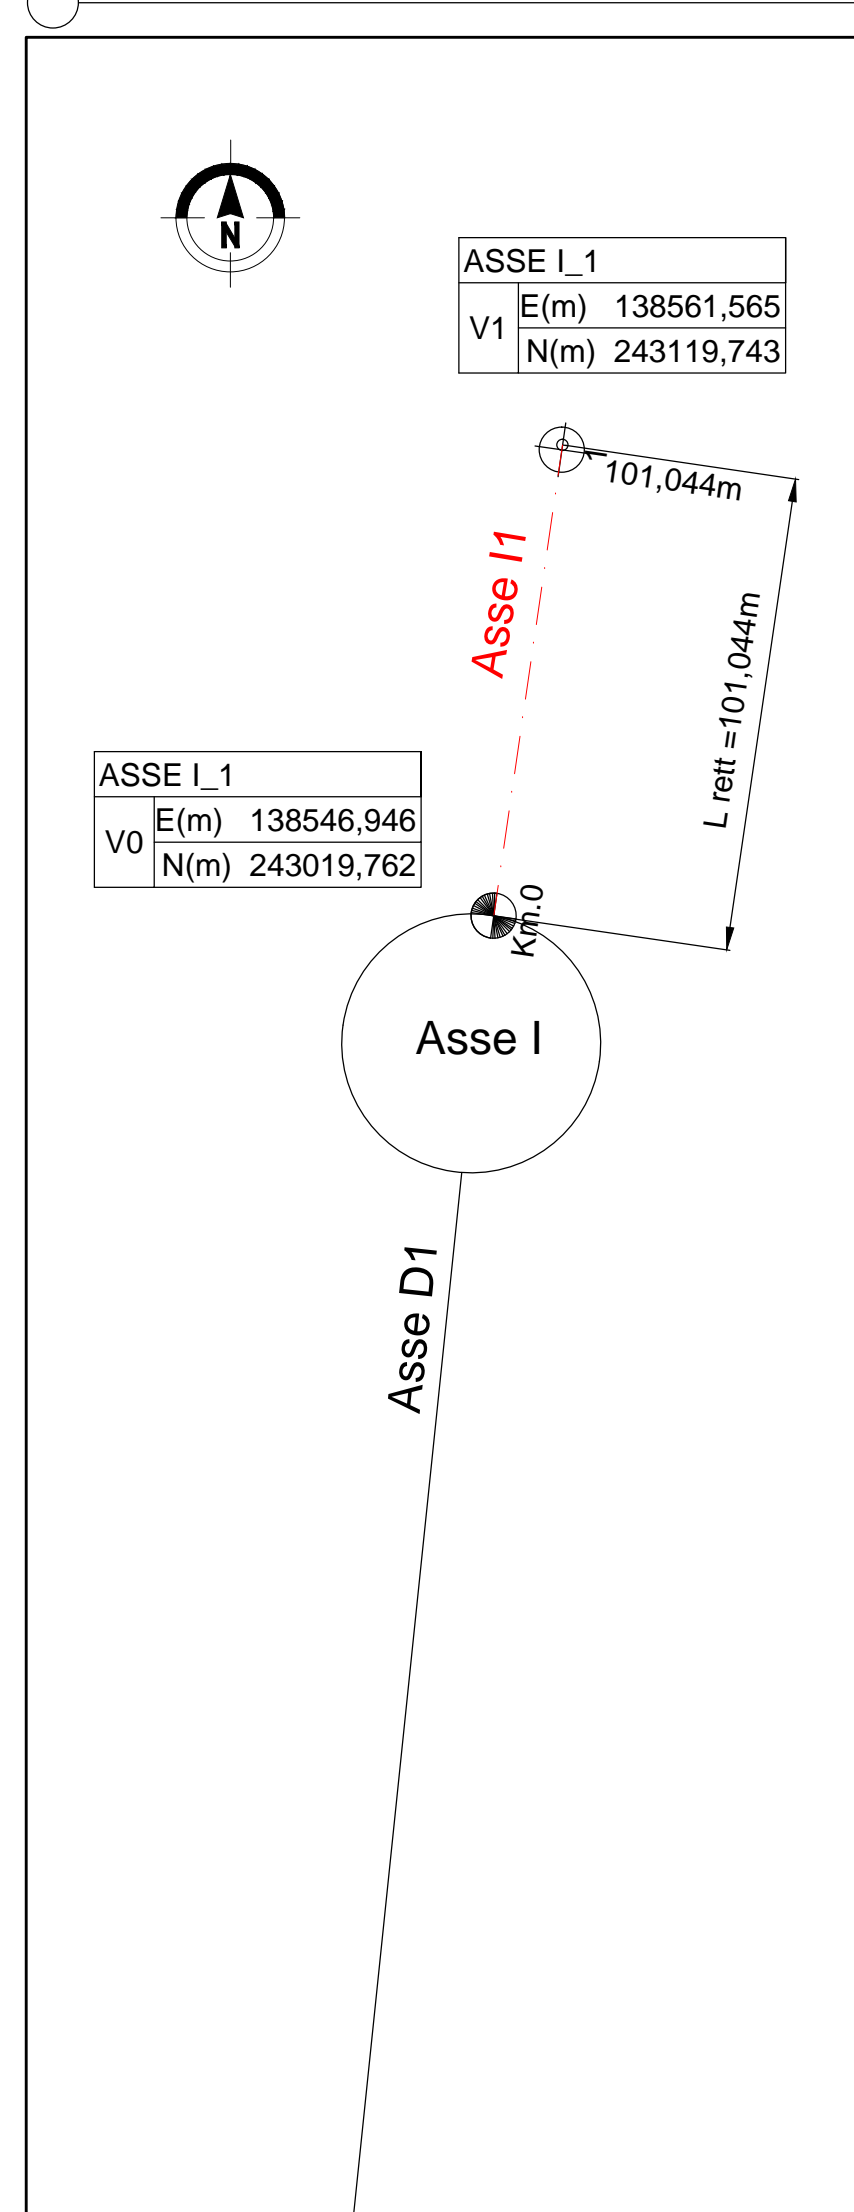 N
ASSE I_1
V1
E(m) 138561,565
N(m) 243119,743
1
101,044m
Asse I1
L rett =101,044m
ASSE I_1
V0
E(m) 138546,946
N(m) 243019,762
Km.0
Asse I
Asse D1